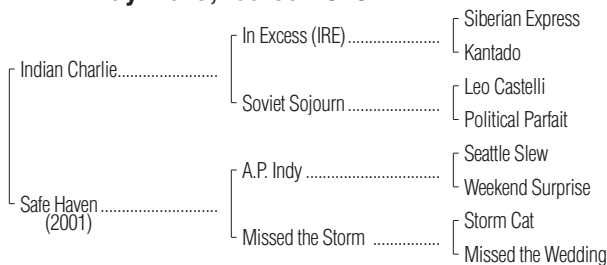 Siberian Express
In Excess (IRE)
Kantado
Indian Charlie
Leo Castelli
Soviet Sojourn
Political Parfait
Seattle Slew
A.P. Indy
Weekend Surprise
Safe Haven
(2001)
Storm Cat
Missed the Storm
Missed the Wedding